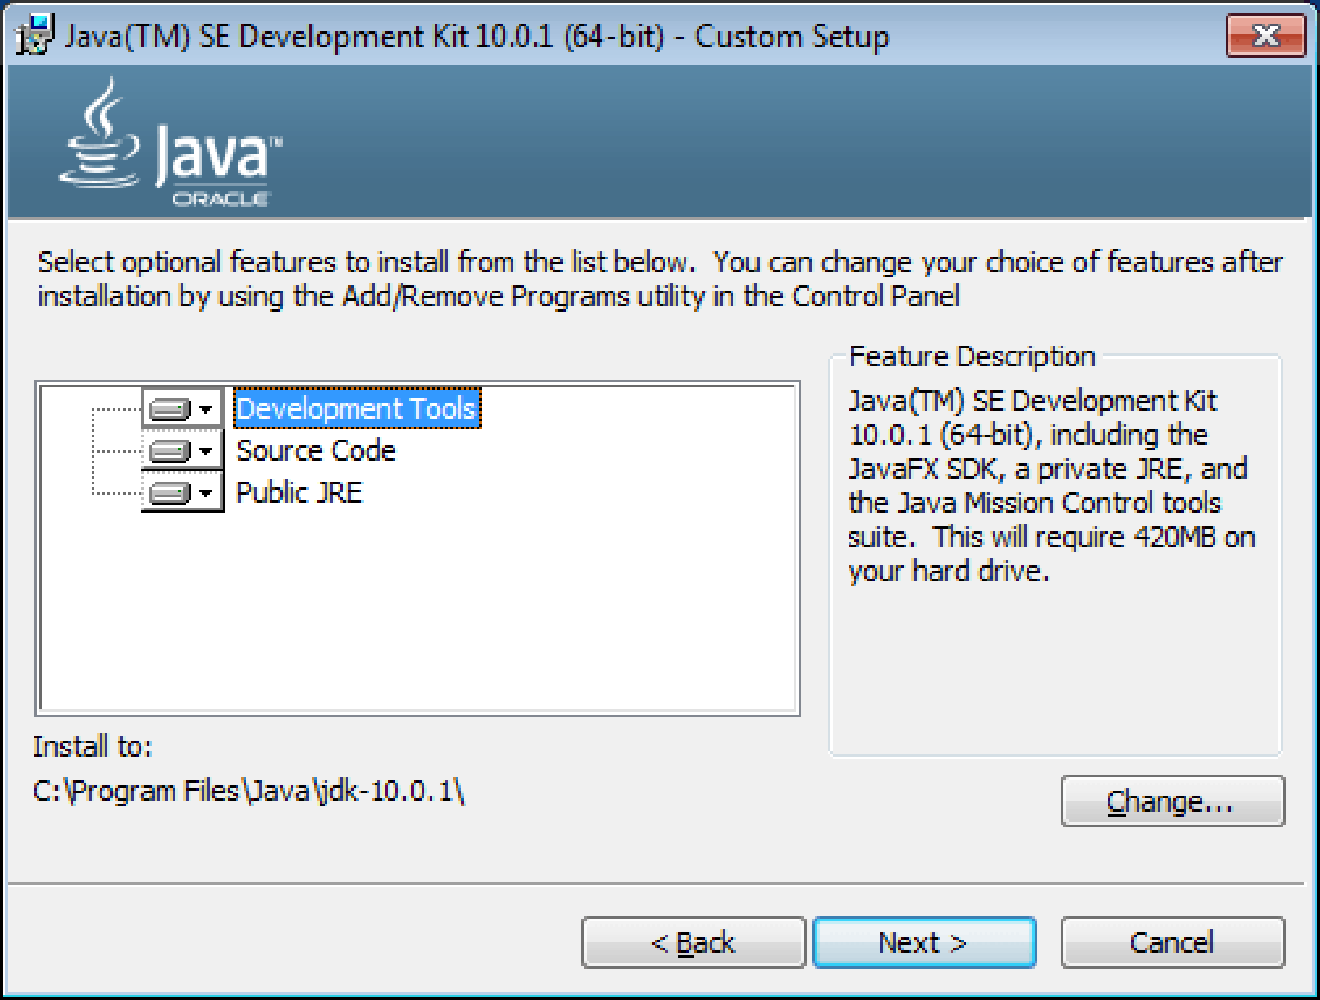 Java(TM) SE Development Kit 10.0.1 (64-bit) - Custom Setup
Java™
ORACLE
Select optional features to install from the list below.  You can change your choice of features after
installation by using the Add/Remove Programs utility in the Control Panel
Development Tools
Source Code
Public JRE
Feature Description
Java(TM) SE Development Kit
10.0.1 (64-bit), including the
JavaFX SDK, a private JRE, and
the Java Mission Control tools
suite.  This will require 420MB on
your hard drive.
Install to:
C:\Program Files\Java\jdk-10.0.1\
Change...
< Back
Next >
Cancel